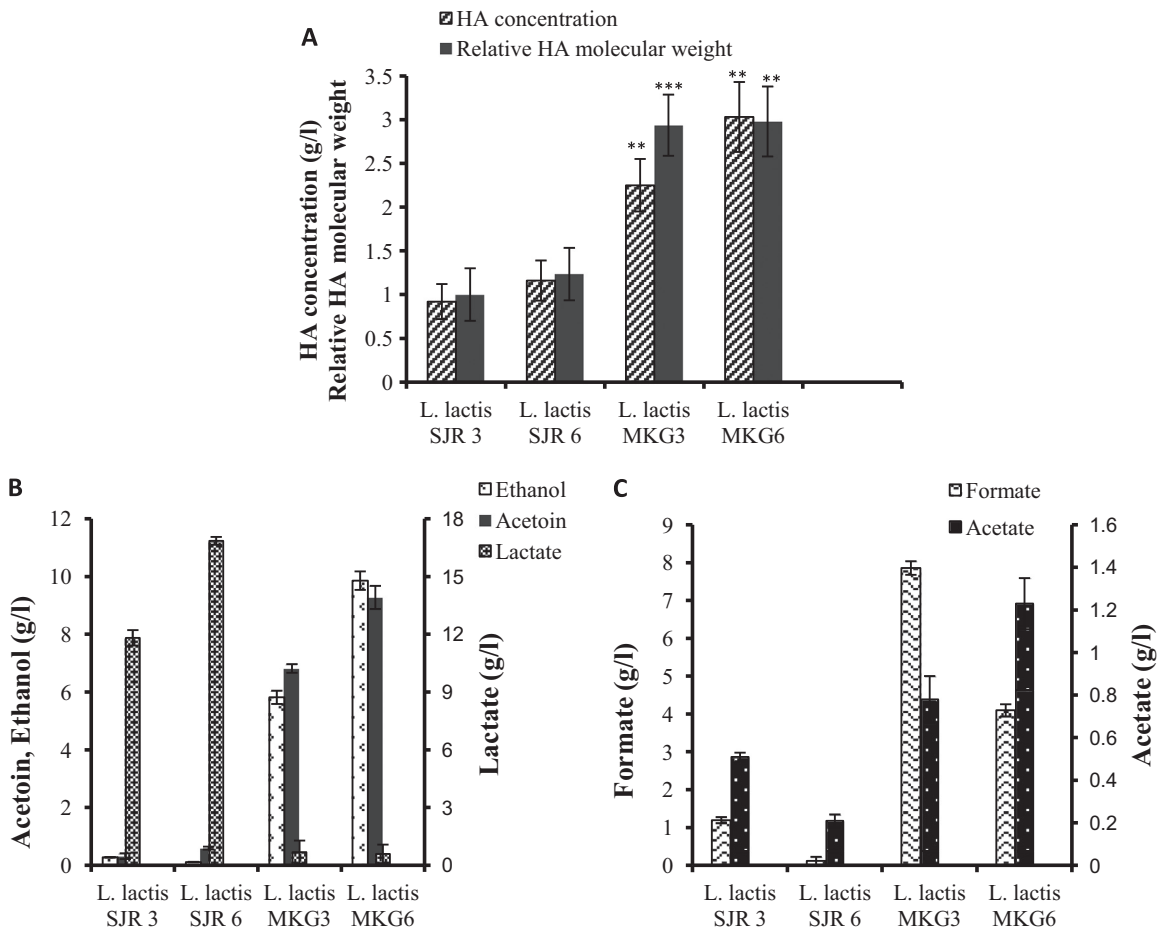 A
HA concentration
Relative HA molecular weight
HA concentration (g/l)
Relative HA molecular weight
3.5
3
2.5
2
1.5
1
0.5
0
***
**
**
**
L. lactis SJR 3
L. lactis SJR 6
L. lactis MKG3
L. lactis MKG6
B
Ethanol
Acetoin
Lactate
Acetoin, Ethanol (g/l)
12
10
8
6
4
2
0
18
15
12
9
6
3
0
Lactate (g/l)
L. lactis SJR 3
L. lactis SJR 6
L. lactis MKG3
L. lactis MKG6
C
Formate
Acetate
Formate (g/l)
9
8
7
6
5
4
3
2
1
0
1.6
1.4
1.2
1
0.8
0.6
0.4
0.2
0
Acetate (g/l)
L. lactis SJR 3
L. lactis SJR 6
L. lactis MKG3
L. lactis MKG6